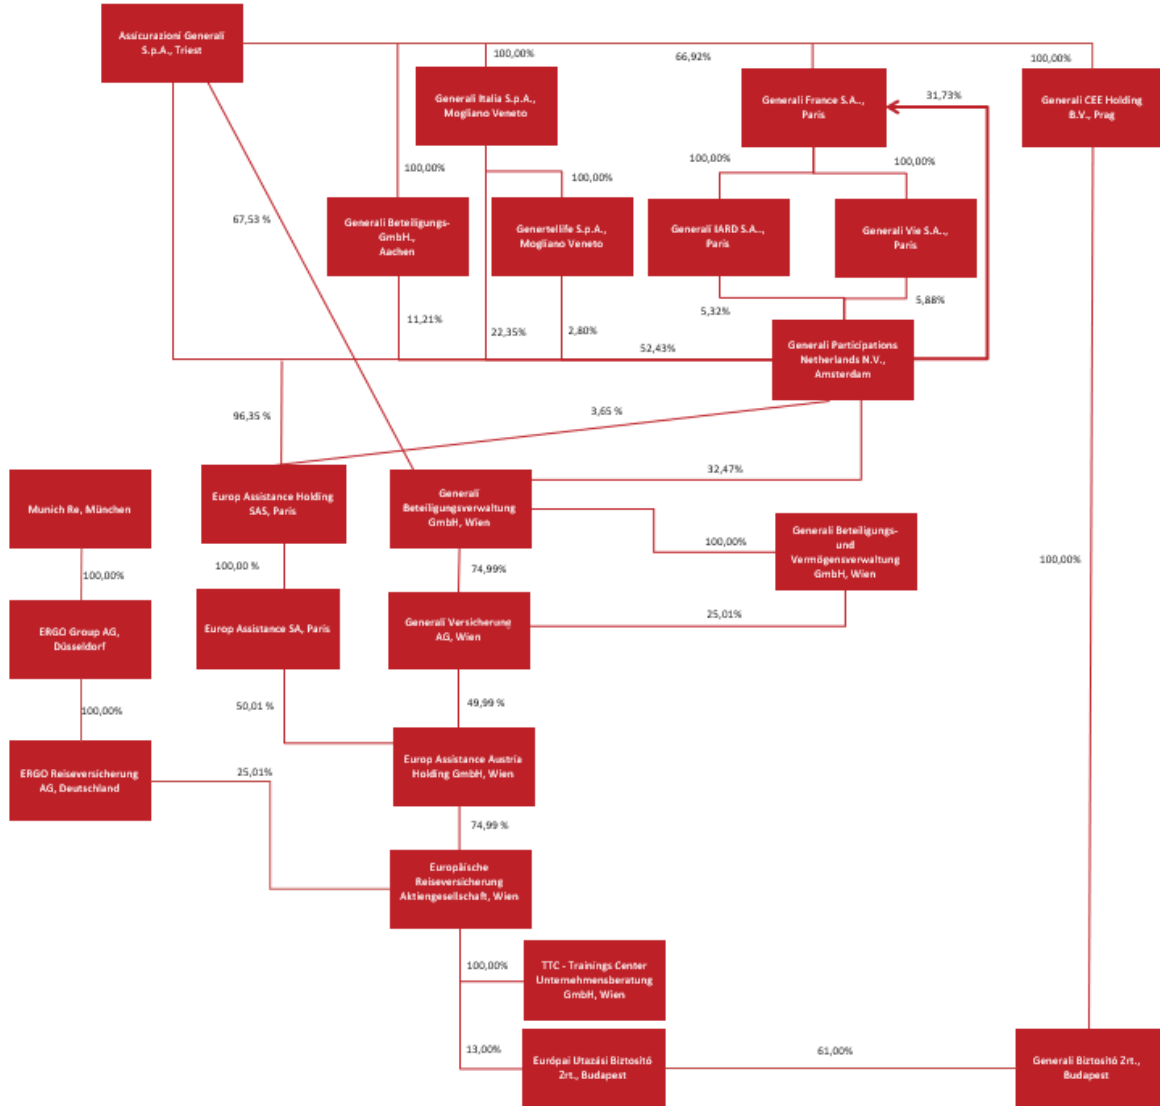 Assicurazioni Generali
S.p.A., Triest
100,00%
66,92%
100,00%
Generali Italia S.p.A.,
Mogliano Veneto
Generali France S.A..,
Paris
31,73%
Generali CEE Holding
B.V., Prag
100,00%
100,00%
100,00%
100,00%
67,53 %
Generali Beteiligungs-
GmbH.,
Aachen
Genertellife S.p.A.,
Mogliano Veneto
Generali IARD S.A..,
Paris
Generali Vie S.A..,
Paris
11,21%
22,35%
2,80%
5,32%
5,88%
52,43%
Generali Participations
Netherlands N.V.,
Amsterdam
96,35 %
3,65 %
32,47%
Munich Re, München
Europ Assistance Holding
SAS, Paris
Generali
Beteiligungsverwaltung
GmbH, Wien
Generali Beteiligungs-
und
Vermögensverwaltung
GmbH, Wien
100,00%
100,00 %
74,99%
100,00%
100,00%
ERGO Group AG,
Düsseldorf
Europ Assistance SA, Paris
Generali Versicherung
AG, Wien
25,01%
100,00%
50,01 %
49,99 %
ERGO Reiseversicherung
AG, Deutschland
25,01%
Europ Assistance Austria
Holding GmbH, Wien
74,99 %
Europäische
Reiseversicherung
Aktiengesellschaft, Wien
100,00%
TTC - Trainings Center
Unternehmensberatung
GmbH, Wien
13,00%
Európai Utazási Biztosító
Zrt., Budapest
61,00%
Generali Biztosító Zrt.,
Budapest